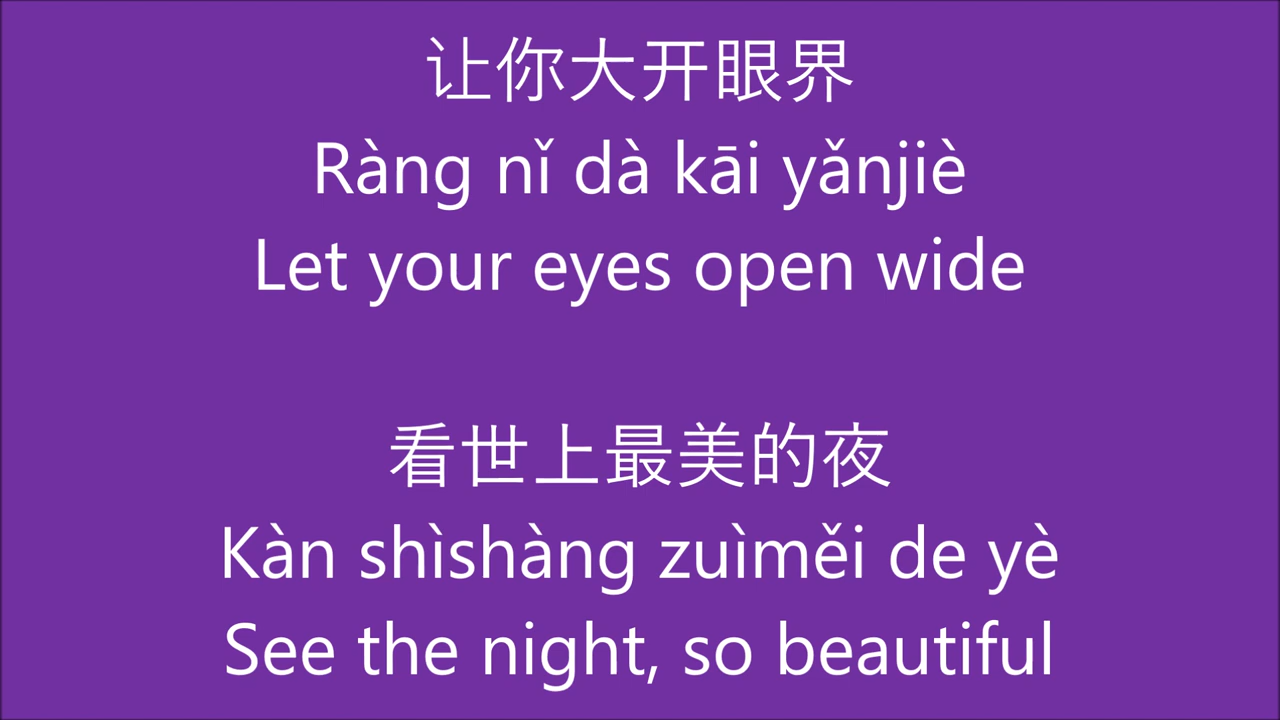 让你大开眼界
Ràng nǐ dà kāi yǎnjiè
Let your eyes open wide
看世上最美的夜
Kàn shìshàng zuìměi de yè
See the night, so beautiful